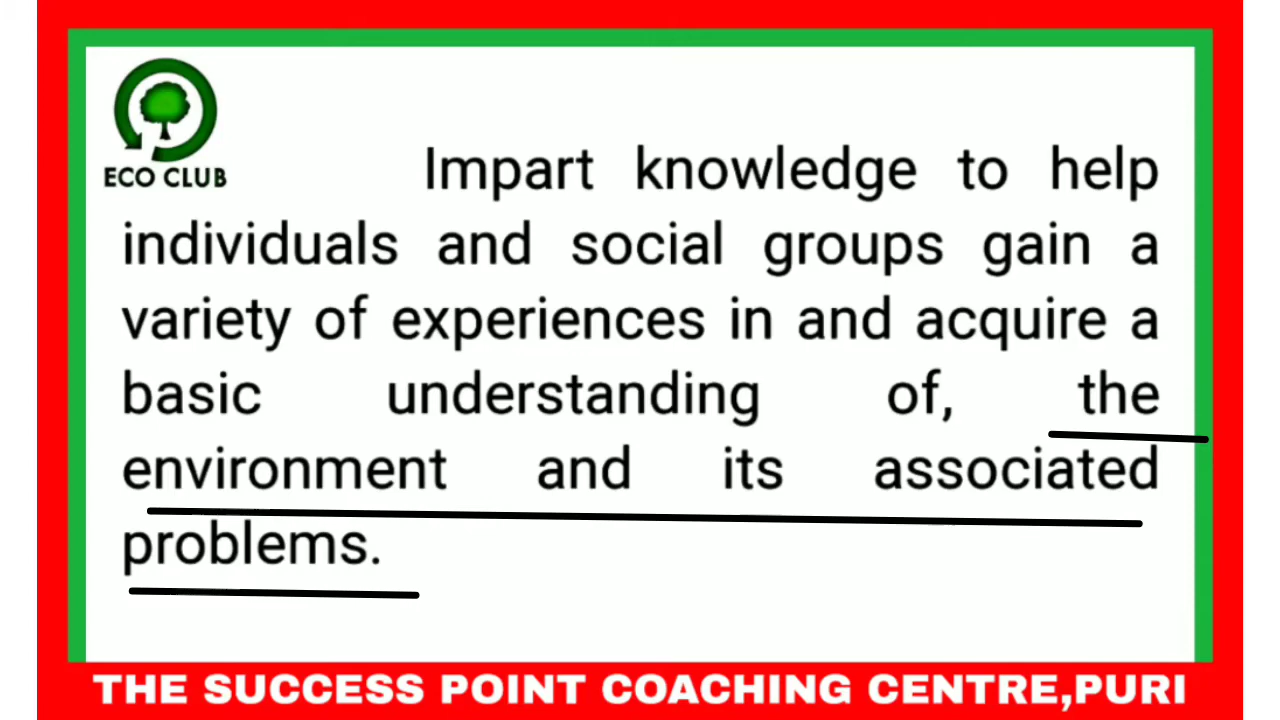 ECO CLUB
Impart knowledge to help
individuals and social groups gain a
variety of experiences in and acquire a
basic understanding of, the
environment and its associated
problems.
THE SUCCESS POINT COACHING CENTRE,PURI